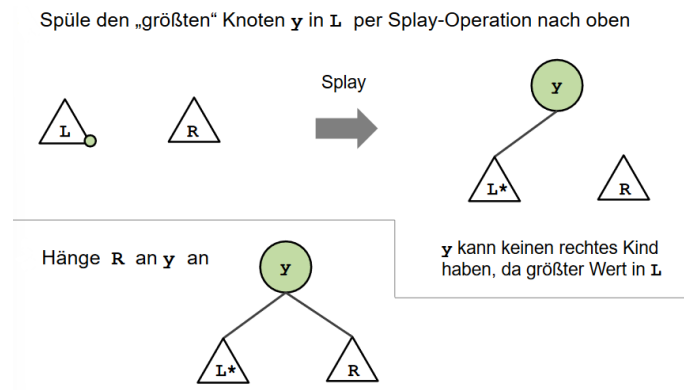 Spüle den „größten“ Knoten y in L per Splay-Operation nach oben
Splay
L
R
y
L*
R
y kann keinen rechtes Kind
haben, da größter Wert in L
Hänge R an y an
y
L*
R